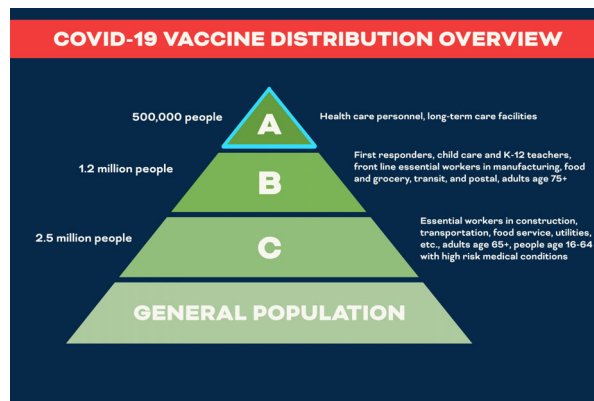 COVID-19 VACCINE DISTRIBUTION OVERVIEW
500,000 people
A
Health care personnel, long-term care facilities
1.2 million people
B
First responders, child care and K-12 teachers,
front line essential workers in manufacturing, food
and grocery, transit, and postal, adults age 75+
2.5 million people
C
Essential workers in construction,
transportation, food service, utilities,
etc., adults age 65+, people age 16-64
with high risk medical conditions
GENERAL POPULATION